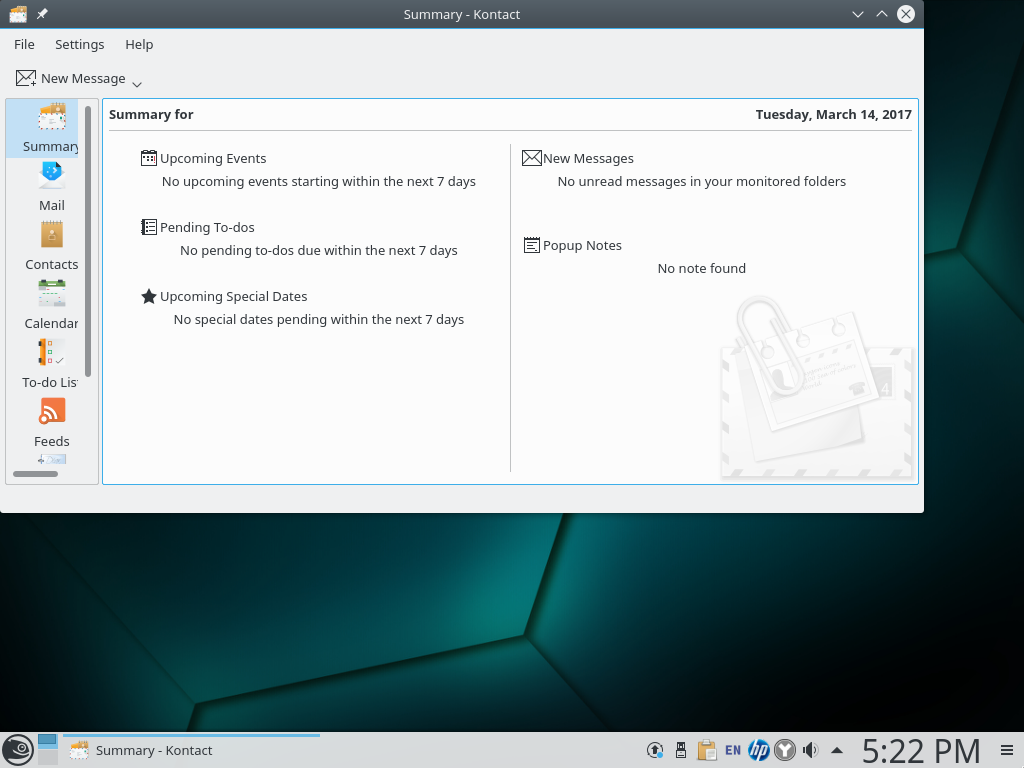 Summary - Kontact
File Settings Help
New Message
Summary for
Tuesday, March 14, 2017
Summary
Mail
Contacts
Calendar
To-do Lis
Feeds
Upcoming Events
No upcoming events starting within the next 7 days
Pending To-dos
No pending to-dos due within the next 7 days
Upcoming Special Dates
No special dates pending within the next 7 days
New Messages
No unread messages in your monitored folders
Popup Notes
No note found
4
Summary - Kontact
EN
hp
Y
5:22 PM